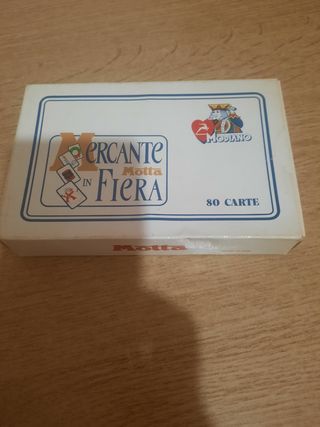 MERCANTE
Motta
IN FIERA
MODIANO
80 CARTE
Motta